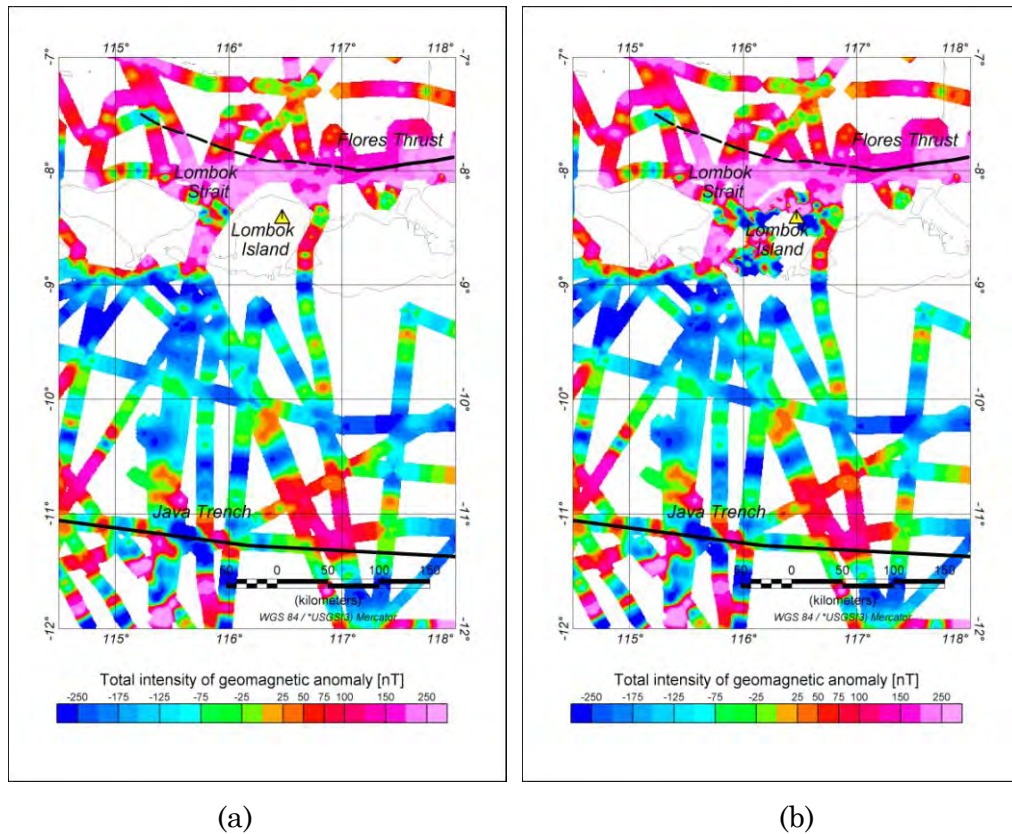 115° 116° 117° 118°
-7° -7°
Flores Thrust
-8° -8°
Lombok
Strait
Lombok
Island
-9° -9°
-10° -10°
-11° -11°
Java Trench
50 0 50 100 150
(kilometers)
WGS 84 / *USGS(3) Mercator
-12° -12°
115° 116° 117° 118°
Total intensity of geomagnetic anomaly [nT]
-250 -175 -125 -75 -25 25 50 75 100 150 250
(a)
115° 116° 117° 118°
-7° -7°
Flores Thrust
-8° -8°
Lombok
Strait
Lombok
Island
-9° -9°
-10° -10°
-11° -11°
Java Trench
50 0 50 100 150
(kilometers)
WGS 84 / *USGS(3) Mercator
-12° -12°
115° 116° 117° 118°
Total intensity of geomagnetic anomaly [nT]
-250 -175 -125 -75 -25 25 50 75 100 150 250
(b)